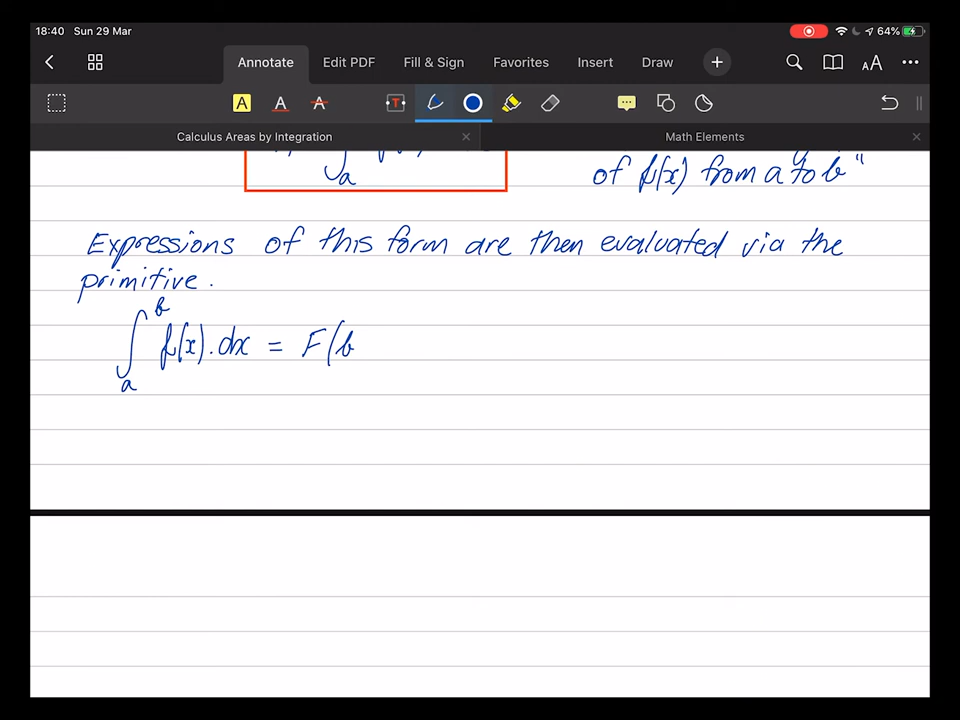 18:40 Sun 29 Mar 64%
Annotate Edit PDF Fill & Sign Favorites Insert Draw
Calculus Areas by Integration Math Elements
a
of f(x) from a to b"
Expressions of this form are then evaluated via the
primitive.
∫ₐᵇ f(x).dx = F(b